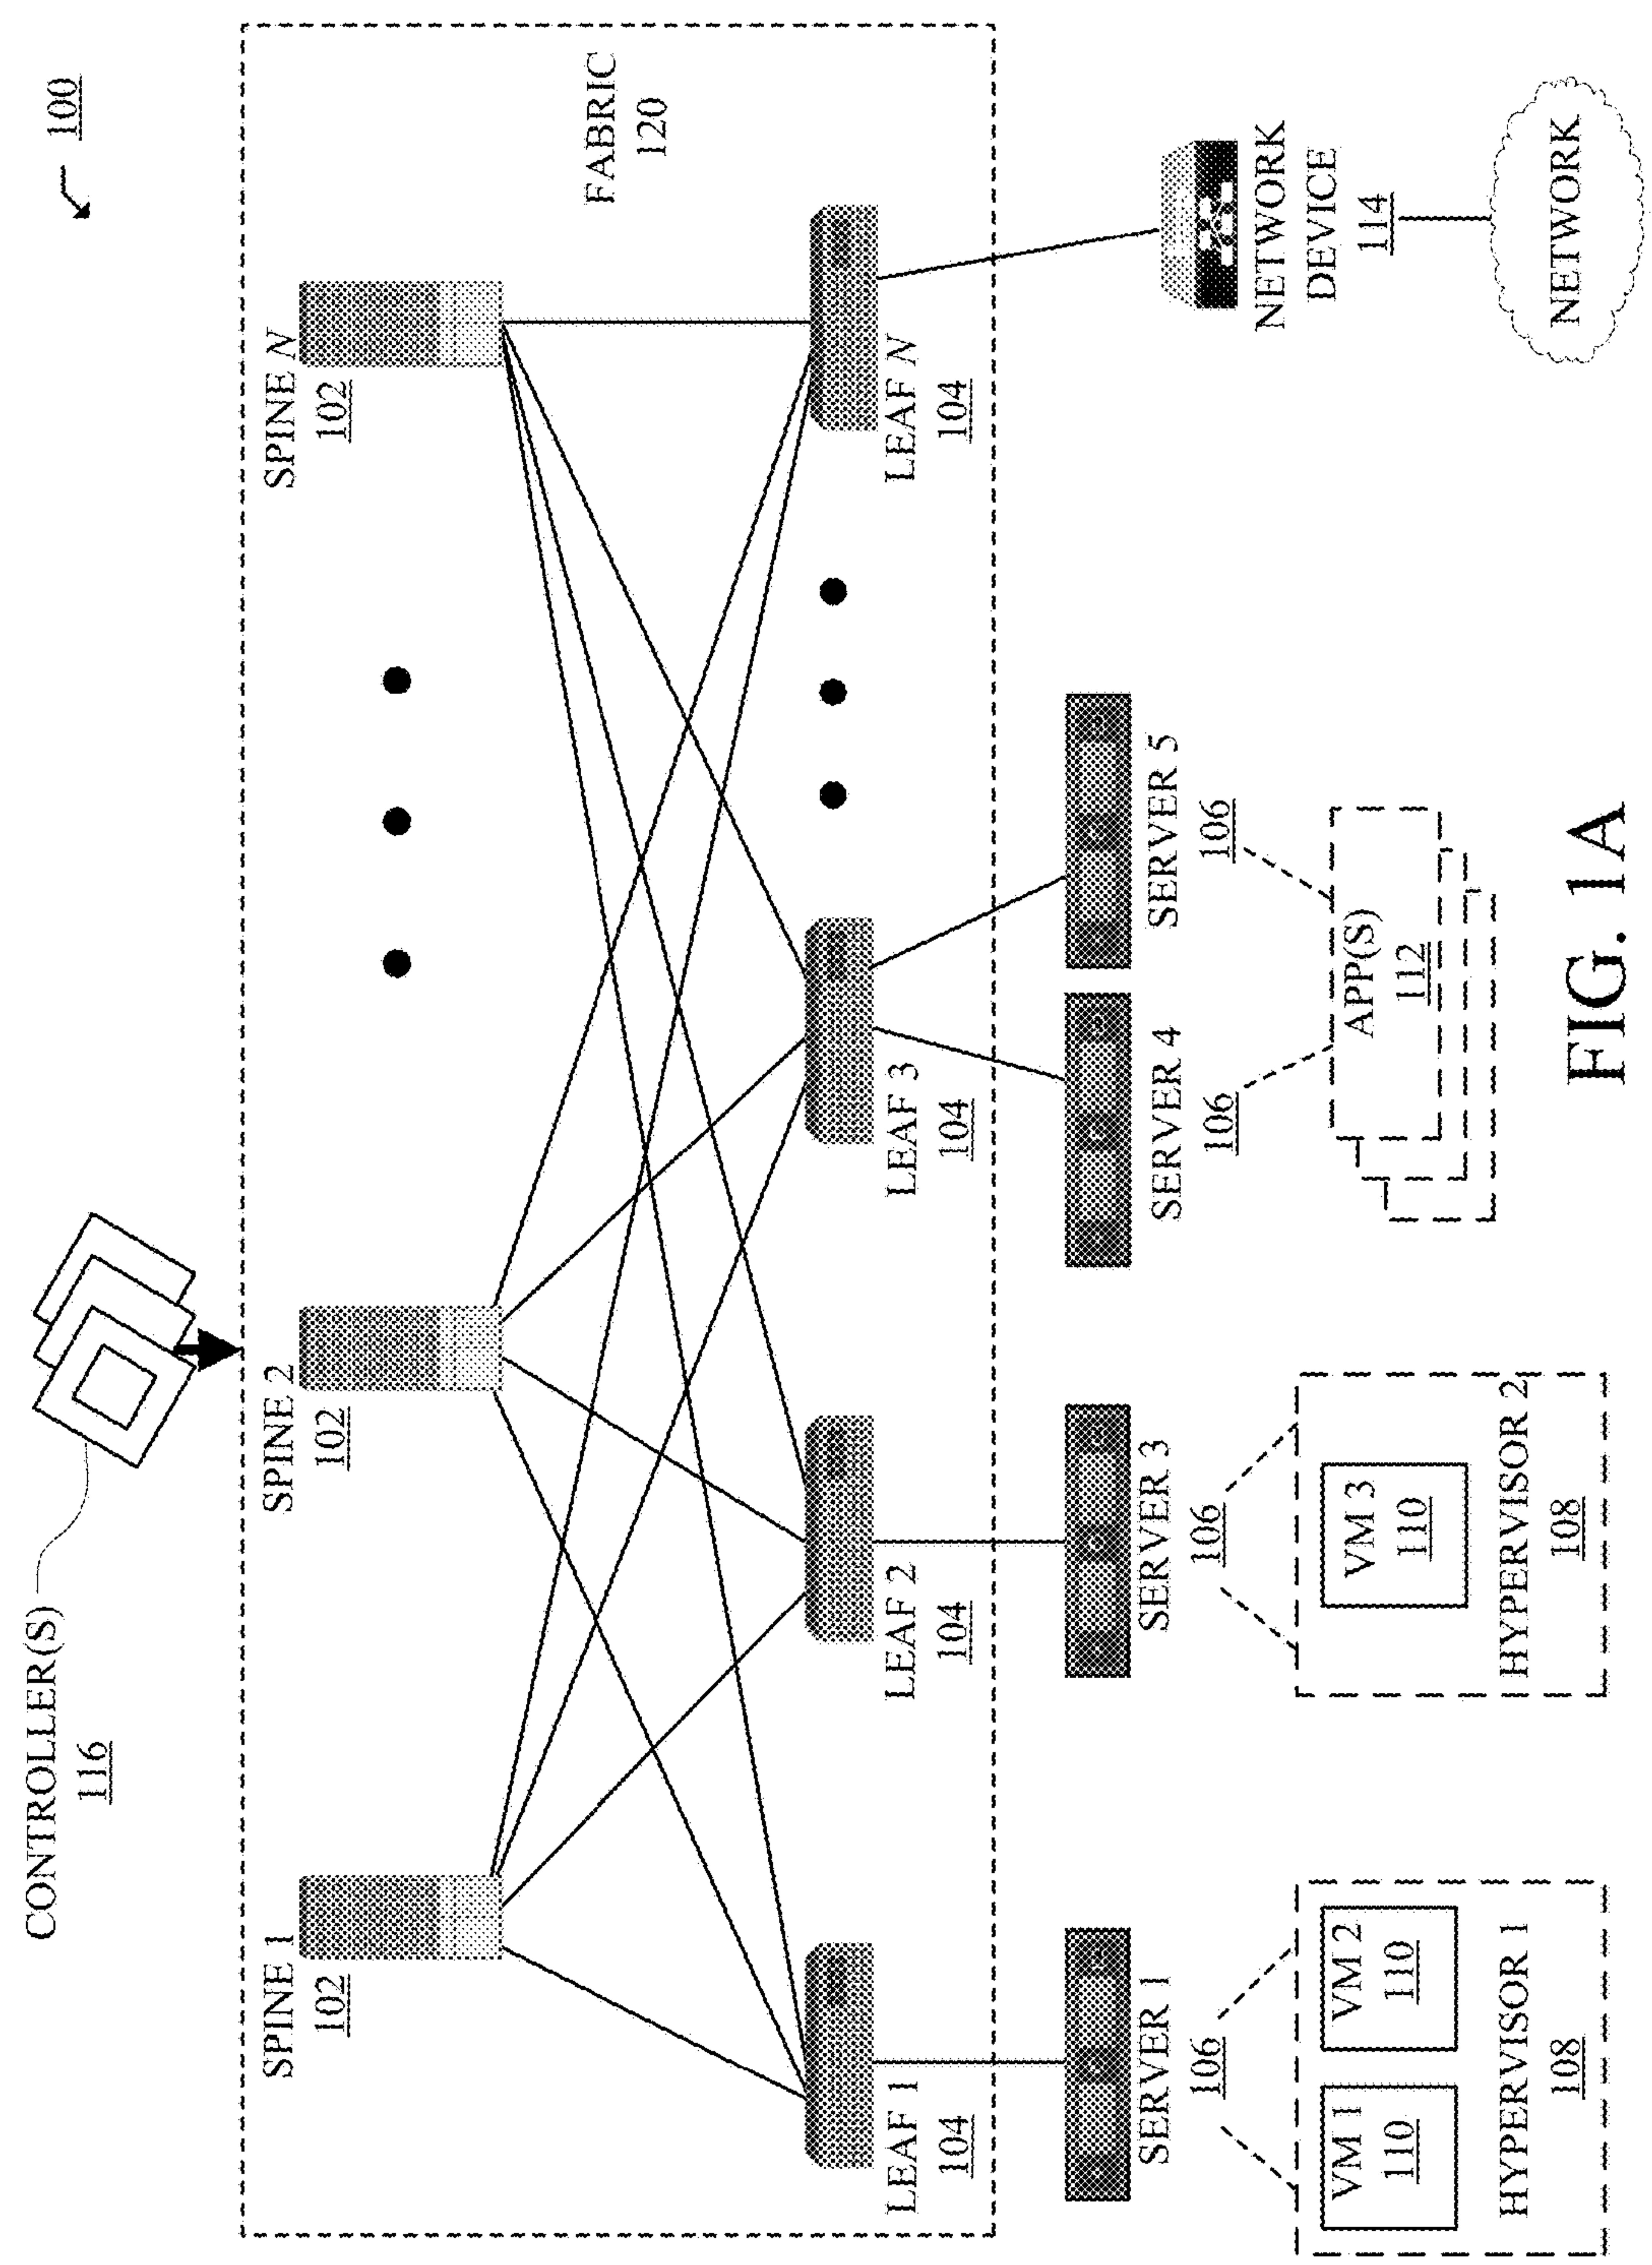 100
CONTROLLER(S)
116
SPINE 1
102
SPINE 2
102
SPINE N
102
FABRIC
120
LEAF 1
104
LEAF 2
104
LEAF 3
104
LEAF N
104
SERVER 1
106
SERVER 3
106
SERVER 4
106
SERVER 5
106
NETWORK
DEVICE
114
VM 1
110
VM 2
110
HYPERVISOR 1
108
VM 3
110
HYPERVISOR 2
108
APP(S)
112
NETWORK
FIG. 1A